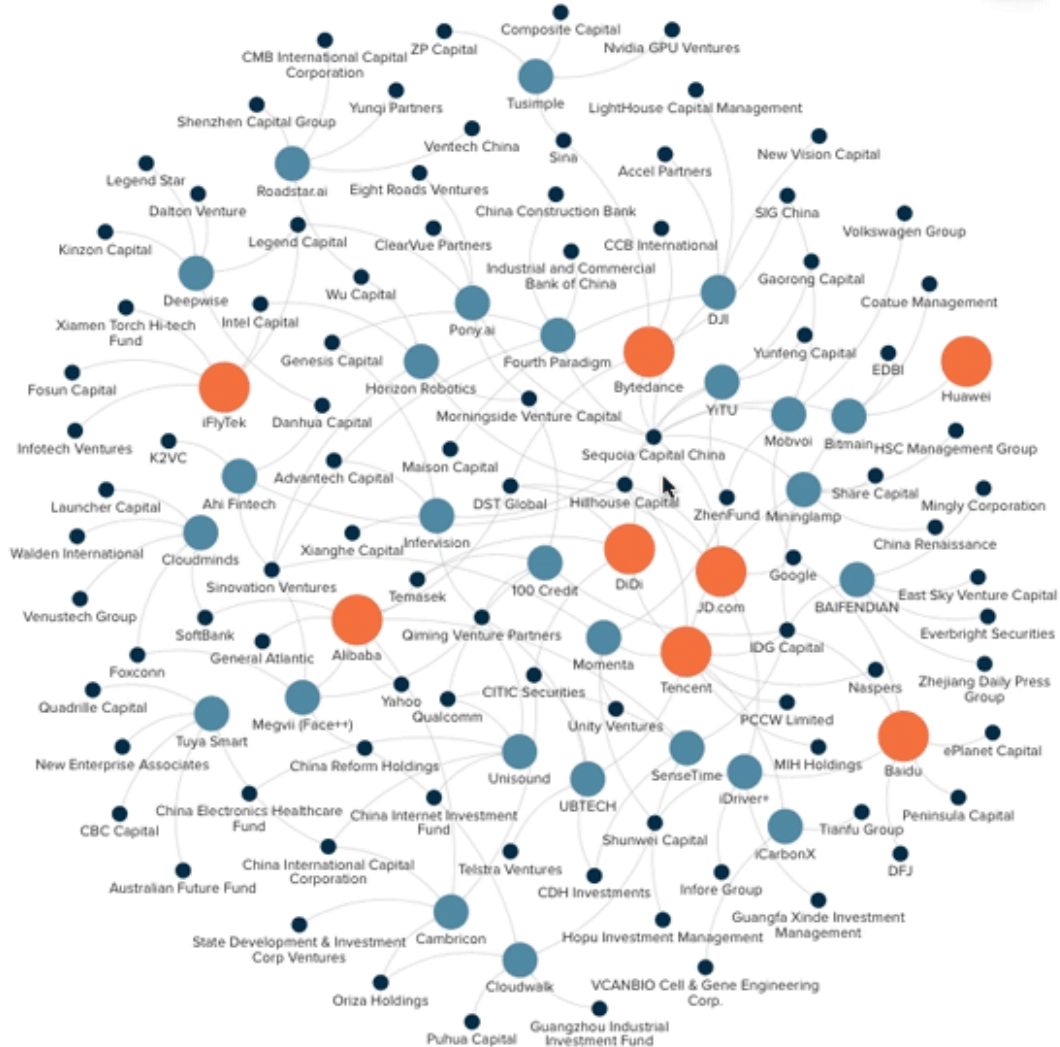 Composite Capital
ZP Capital
Nvidia GPU Ventures
CMB International Capital
Corporation
Tusimple
Yunqi Partners
LightHouse Capital Management
Shenzhen Capital Group
Ventech China
Sina
New Vision Capital
Accel Partners
Legend Star
Roadstar.ai
Eight Roads Ventures
Dalton Venture
China Construction Bank
SIG China
Volkswagen Group
Kinzon Capital
Legend Capital
ClearVue Partners
CCB International
Industrial and Commercial
Bank of China
Gaorong Capital
Deepwise
Wu Capital
Coatue Management
Xiamen Torch Hi-tech
Fund
Intel Capital
Pony.ai
DJI
Genesis Capital
Fourth Paradigm
Yunfeng Capital
EDBI
Fosun Capital
Horizon Robotics
Bytedance
Huawei
iFlyTek
Danhua Capital
Morningside Venture Capital
YiTU
Mobvoi
Bitmain
Infotech Ventures
K2VC
Sequoia Capital China
HSC Management Group
Maison Capital
Advantech Capital
Launcher Capital
Ahi Fintech
DST Global
Hillhouse Capital
ZhenFund
Mininglamp
Share Capital
Mingly Corporation
Walden International
Cloudminds
Xianghe Capital
Infervision
China Renaissance
Sinovation Ventures
Temasek
100 Credit
DiDi
JD.com
Google
BAIFENDIAN
East Sky Venture Capital
Venustech Group
SoftBank
Qiming Venture Partners
Everbright Securities
General Atlantic
Alibaba
IDG Capital
Foxconn
Momenta
Tencent
Naspers
Zhejiang Daily Press
Group
Quadrille Capital
Yahoo
CITIC Securities
Qualcomm
Megvii (Face++)
Unity Ventures
PCCW Limited
Tuya Smart
New Enterprise Associates
China Reform Holdings
Unisound
SenseTime
MIH Holdings
Baidu
ePlanet Capital
UBTECH
iDriver+
China Electronics Healthcare
Fund
China Internet Investment
Fund
CBC Capital
Shunwei Capital
Tianfu Group
Peninsula Capital
iCarbonX
China International Capital
Corporation
Telstra Ventures
DFJ
Australian Future Fund
CDH Investments
Infore Group
Guangfa Xinde Investment
Management
State Development & Investment
Corp Ventures
Cambricon
Hopu Investment Management
Cloudwalk
VCANBIO Cell & Gene Engineering
Corp.
Oriza Holdings
Puhua Capital
Guangzhou Industrial
Investment Fund